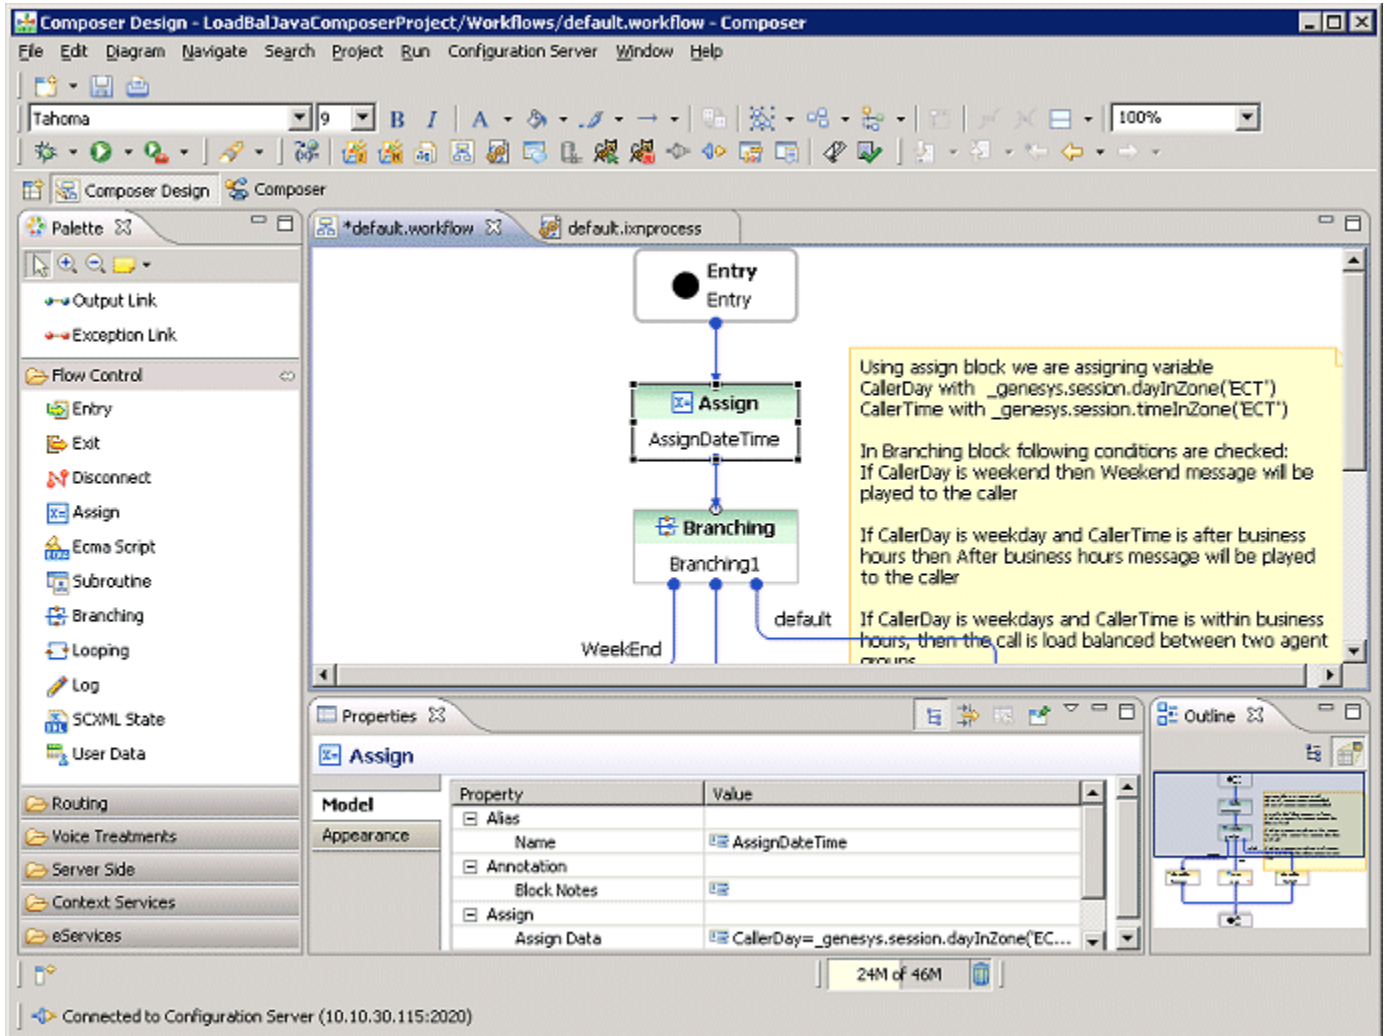 Composer Design - LoadBalJavaComposerProject/Workflows/default.workflow - Composer
File Edit Diagram Navigate Search Project Run Configuration Server Window Help
Tahoma 9 B I A 100%
Composer Design Composer
Palette
*default.workflow default.ixnprocess
Output Link
Exception Link
Flow Control
Entry
Exit
Disconnect
Assign
Ecma Script
Subroutine
Branching
Looping
Log
SCXML State
User Data
Routing
Voice Treatments
Server Side
Context Services
eServices
Entry
Entry
Assign
AssignDateTime
Branching
Branching1
default
WeekEnd
Using assign block we are assigning variable
CallerDay with _genesys.session.dayInZone('ECT')
CallerTime with _genesys.session.timeInZone('ECT')
In Branching block following conditions are checked:
If CallerDay is weekend then Weekend message will be
played to the caller
If CallerDay is weekday and CallerTime is after business
hours then After business hours message will be played
to the caller
If CallerDay is weekdays and CallerTime is within business
hours, then the call is load balanced between two agent
groups
Properties
Assign
Model
Appearance
Property Value
Alias
Name AssignDateTime
Annotation
Block Notes
Assign
Assign Data CallerDay=_genesys.session.dayInZone('EC...
Outline
24M of 46M
Connected to Configuration Server (10.10.30.115:2020)